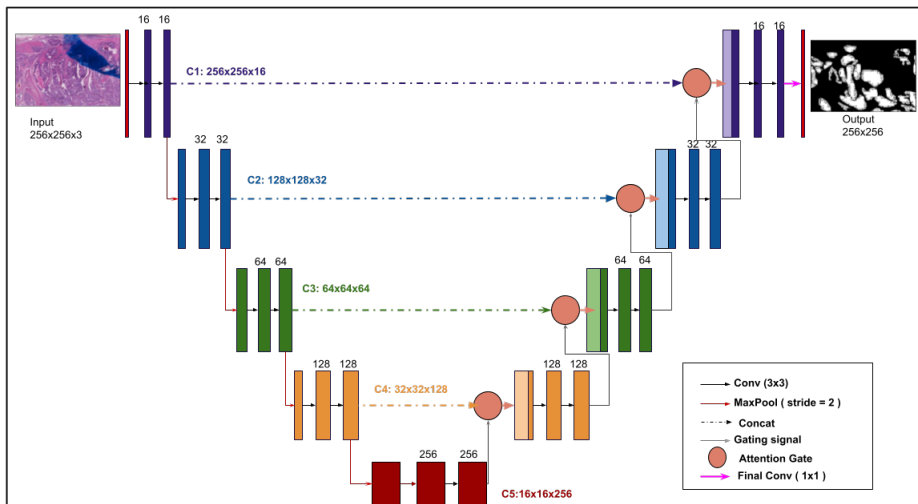 16 16
C1: 256x256x16
16 16
Input
256x256x3
Output
256x256
32 32
C2: 128x128x32
32 32
64 64
C3: 64x64x64
64 64
128 128
C4: 32x32x128
128 128
256 256
C5:16x16x256
Conv (3x3)
MaxPool ( stride = 2 )
Concat
Gating signal
Attention Gate
Final Conv ( 1x1 )